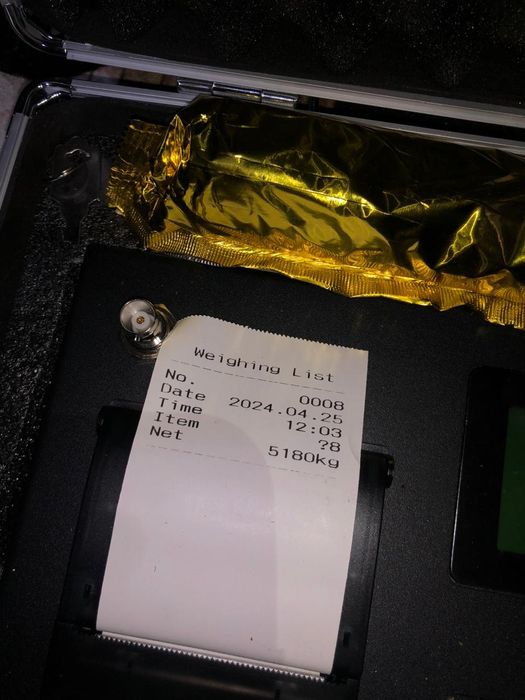 Weighing List
No. 0008
Date 2024.04.25
Time 12:03
Item ?8
Net 5180kg